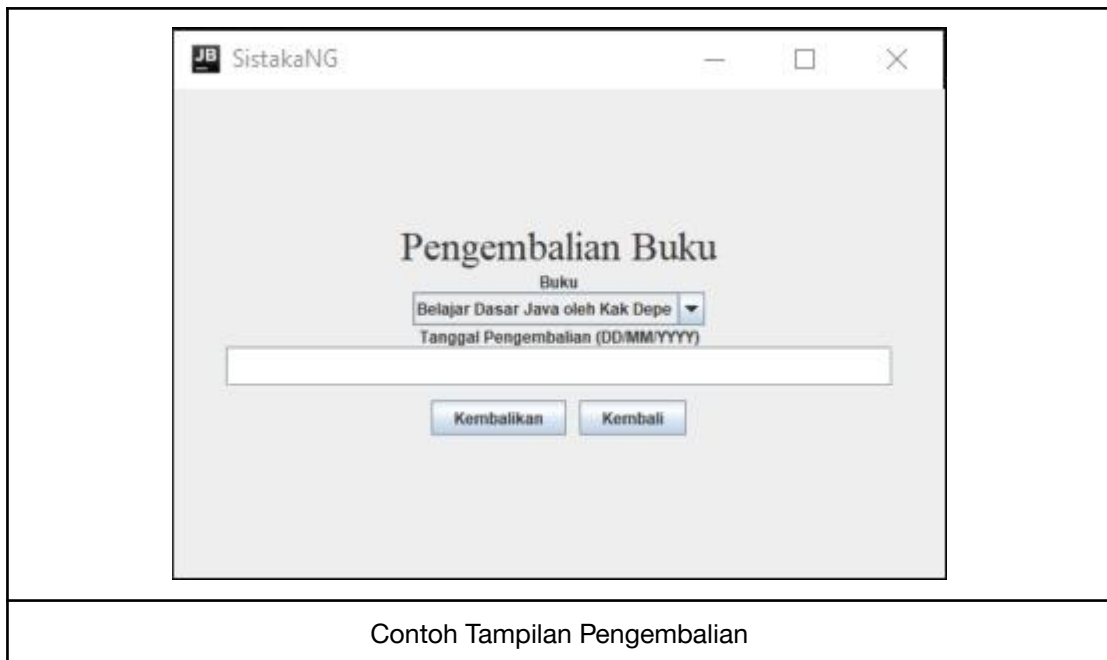 JB SistakaNG
Pengembalian Buku
Buku
Belajar Dasar Java oleh Kak Depe
Tanggal Pengembalian (DD/MM/YYYY)
Kembalikan Kembali
Contoh Tampilan Pengembalian